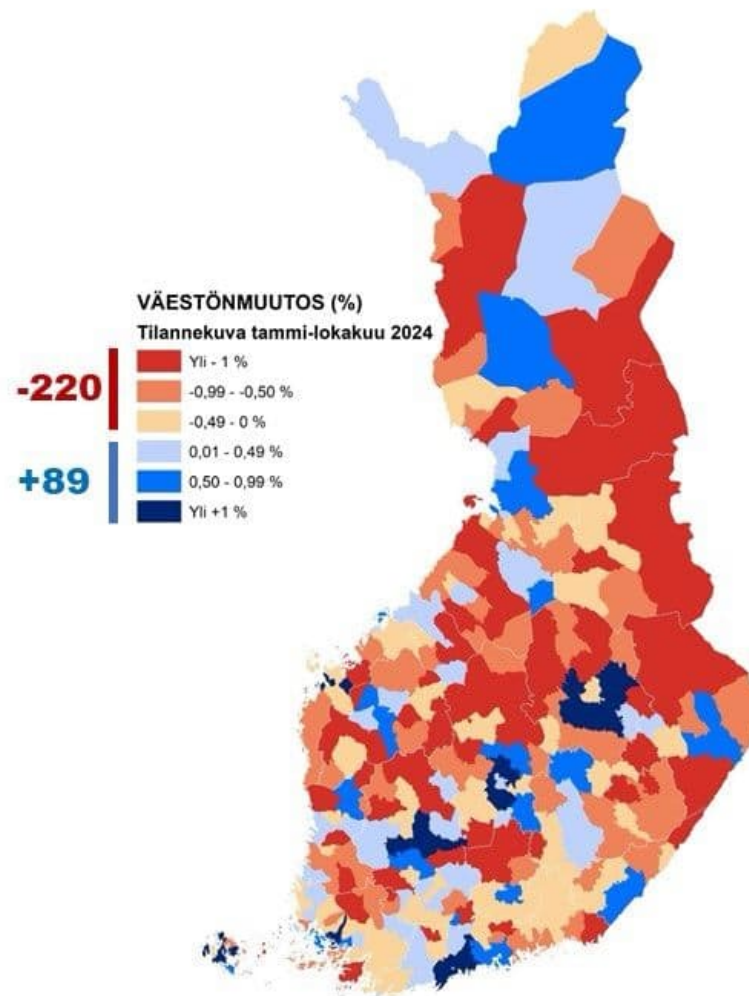 VÄESTÖNMUUTOS (%)
Tilannekuva tammi-lokakuu 2024
Yli - 1 %
-0,99 - -0,50 %
-0,49 - 0 %
0,01 - 0,49 %
0,50 - 0,99 %
Yli +1 %
-220
+89